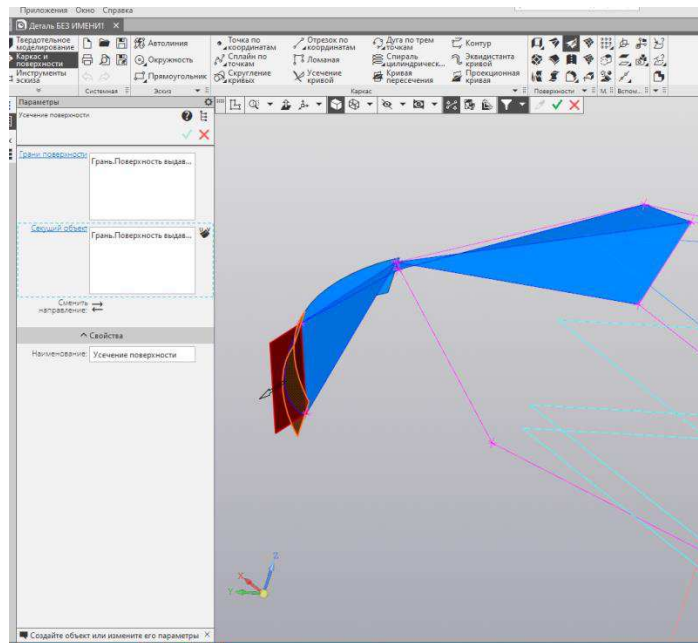 Приложения Окно Справка
Деталь БЕЗ ИМЕНИ1 ×
Твердотельное моделирование
Каркас и поверхности
Инструменты эскиза
Системная
Автолиния
Окружность
Прямоугольник
Эскиз
Точка по координатам
Сплайн по точкам
Скругление кривых
Отрезок по координатам
Ломаная
Усечение кривой
Дуга по трем точкам
Спираль цилиндрическ...
Кривая пересечения
Контур
Эквидистанта кривой
Проекционная кривая
Каркас
Поверхности
М.
Вспом...
Параметры
Усечение поверхности
Грани поверхности
Грань.Поверхность выдав...
Секущий объект
Грань.Поверхность выдав...
Сменить направление:
Свойства
Наименование: Усечение поверхности
X
Y
Z
Создайте объект или измените его параметры ×